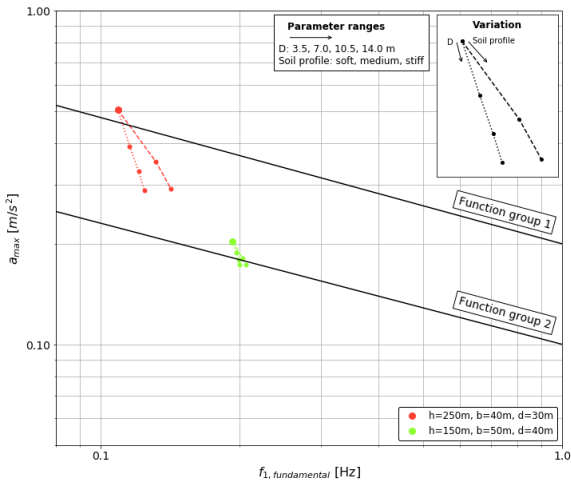 1.00
0.10
a_max [m/s²]
Parameter ranges
D: 3.5, 7.0, 10.5, 14.0 m
Soil profile: soft, medium, stiff
Variation
D
Soil profile
Function group 1
Function group 2
h=250m, b=40m, d=30m
h=150m, b=50m, d=40m
0.1
1.0
f_1, fundamental [Hz]